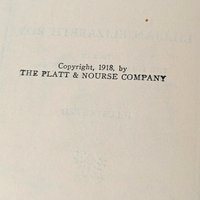 Copyright, 1918, by
THE PLATT & NOURSE COMPANY